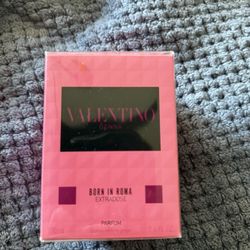 VALENTINO
DONNA
BORN IN ROMA
EXTRADOSE
PARFUM